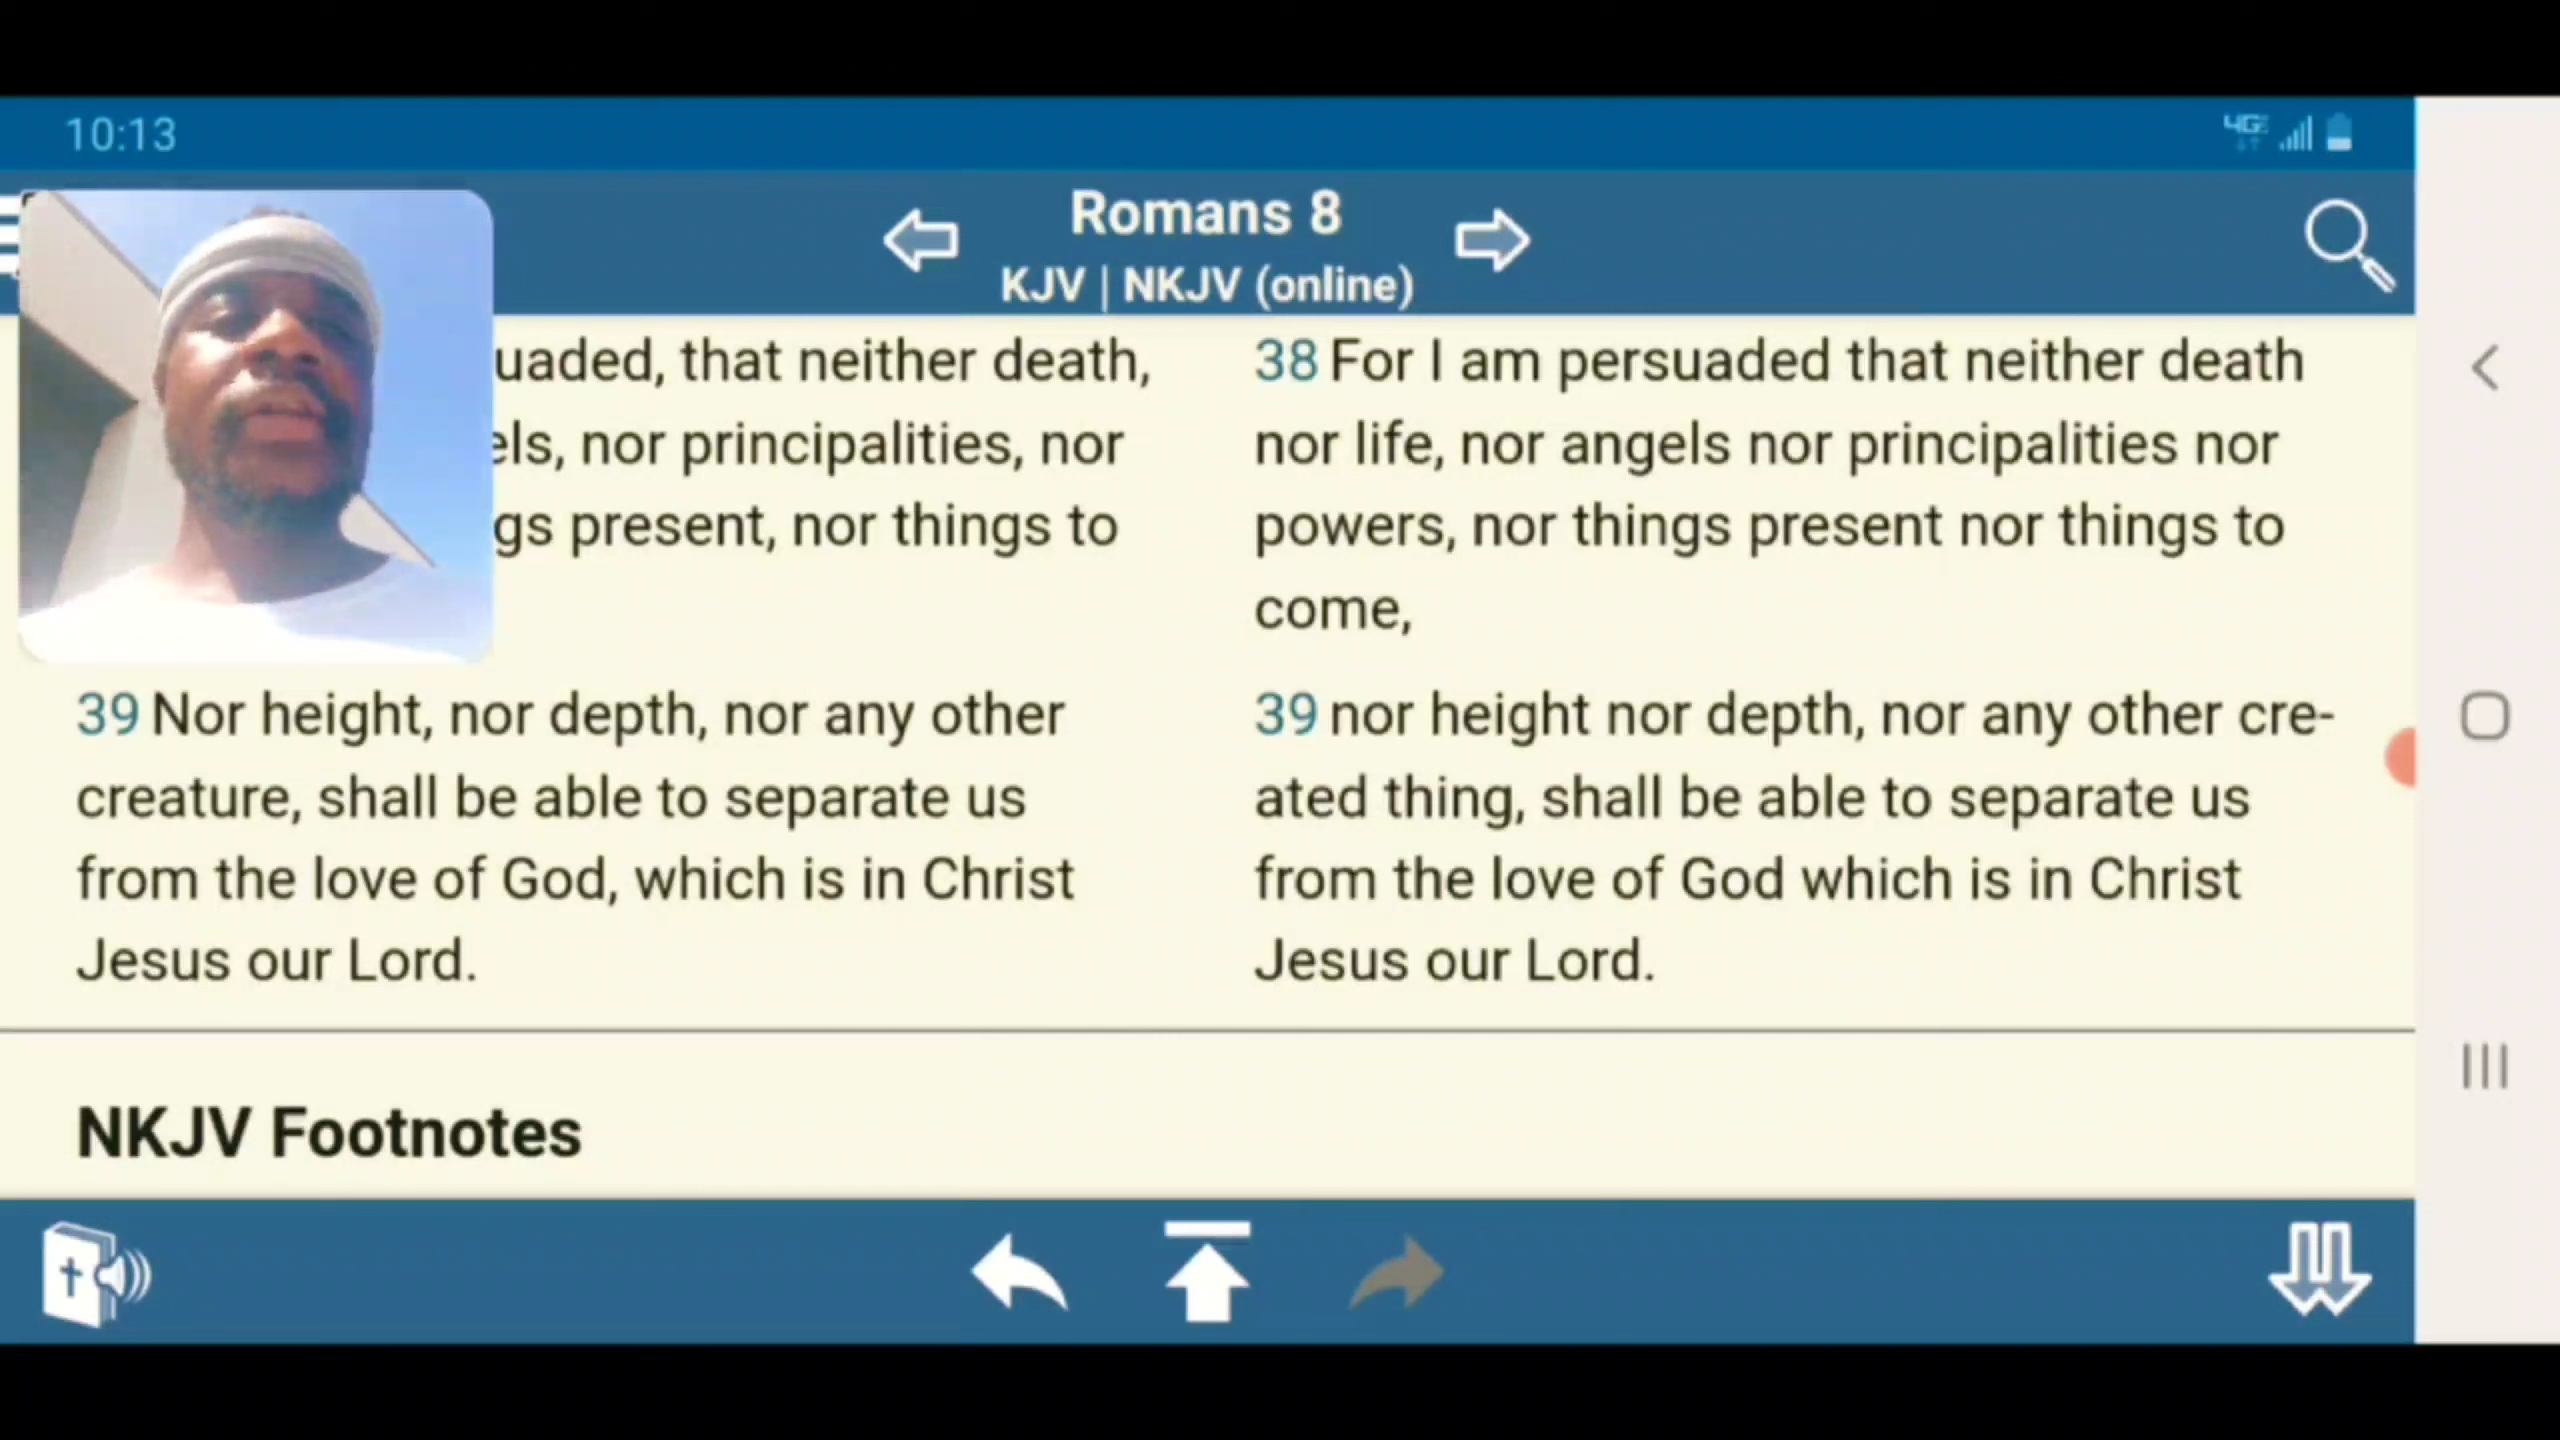 10:13
4GE
Romans 8
KJV | NKJV (online)
uaded, that neither death,
els, nor principalities, nor
gs present, nor things to
39 Nor height, nor depth, nor any other
creature, shall be able to separate us
from the love of God, which is in Christ
Jesus our Lord.
38 For I am persuaded that neither death
nor life, nor angels nor principalities nor
powers, nor things present nor things to
come,
39 nor height nor depth, nor any other cre-
ated thing, shall be able to separate us
from the love of God which is in Christ
Jesus our Lord.
NKJV Footnotes